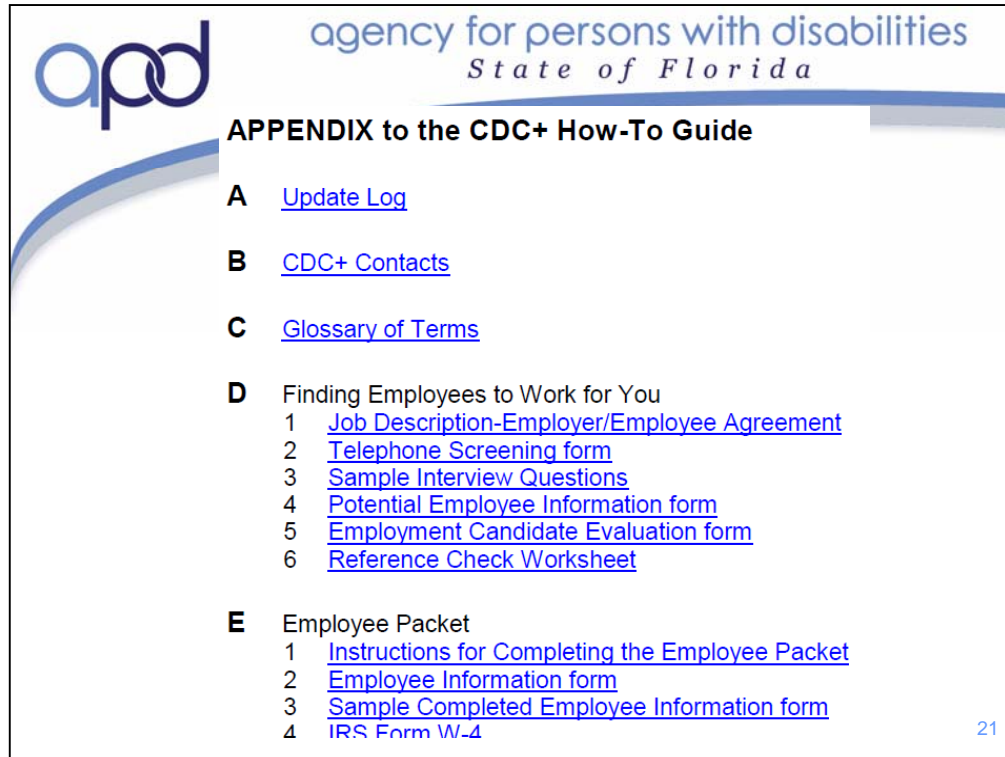 apd
agency for persons with disabilities
State of Florida
APPENDIX to the CDC+ How-To Guide
A Update Log
B CDC+ Contacts
C Glossary of Terms
D Finding Employees to Work for You
1 Job Description-Employer/Employee Agreement
2 Telephone Screening form
3 Sample Interview Questions
4 Potential Employee Information form
5 Employment Candidate Evaluation form
6 Reference Check Worksheet
E Employee Packet
1 Instructions for Completing the Employee Packet
2 Employee Information form
3 Sample Completed Employee Information form
4 IRS Form W-4
21